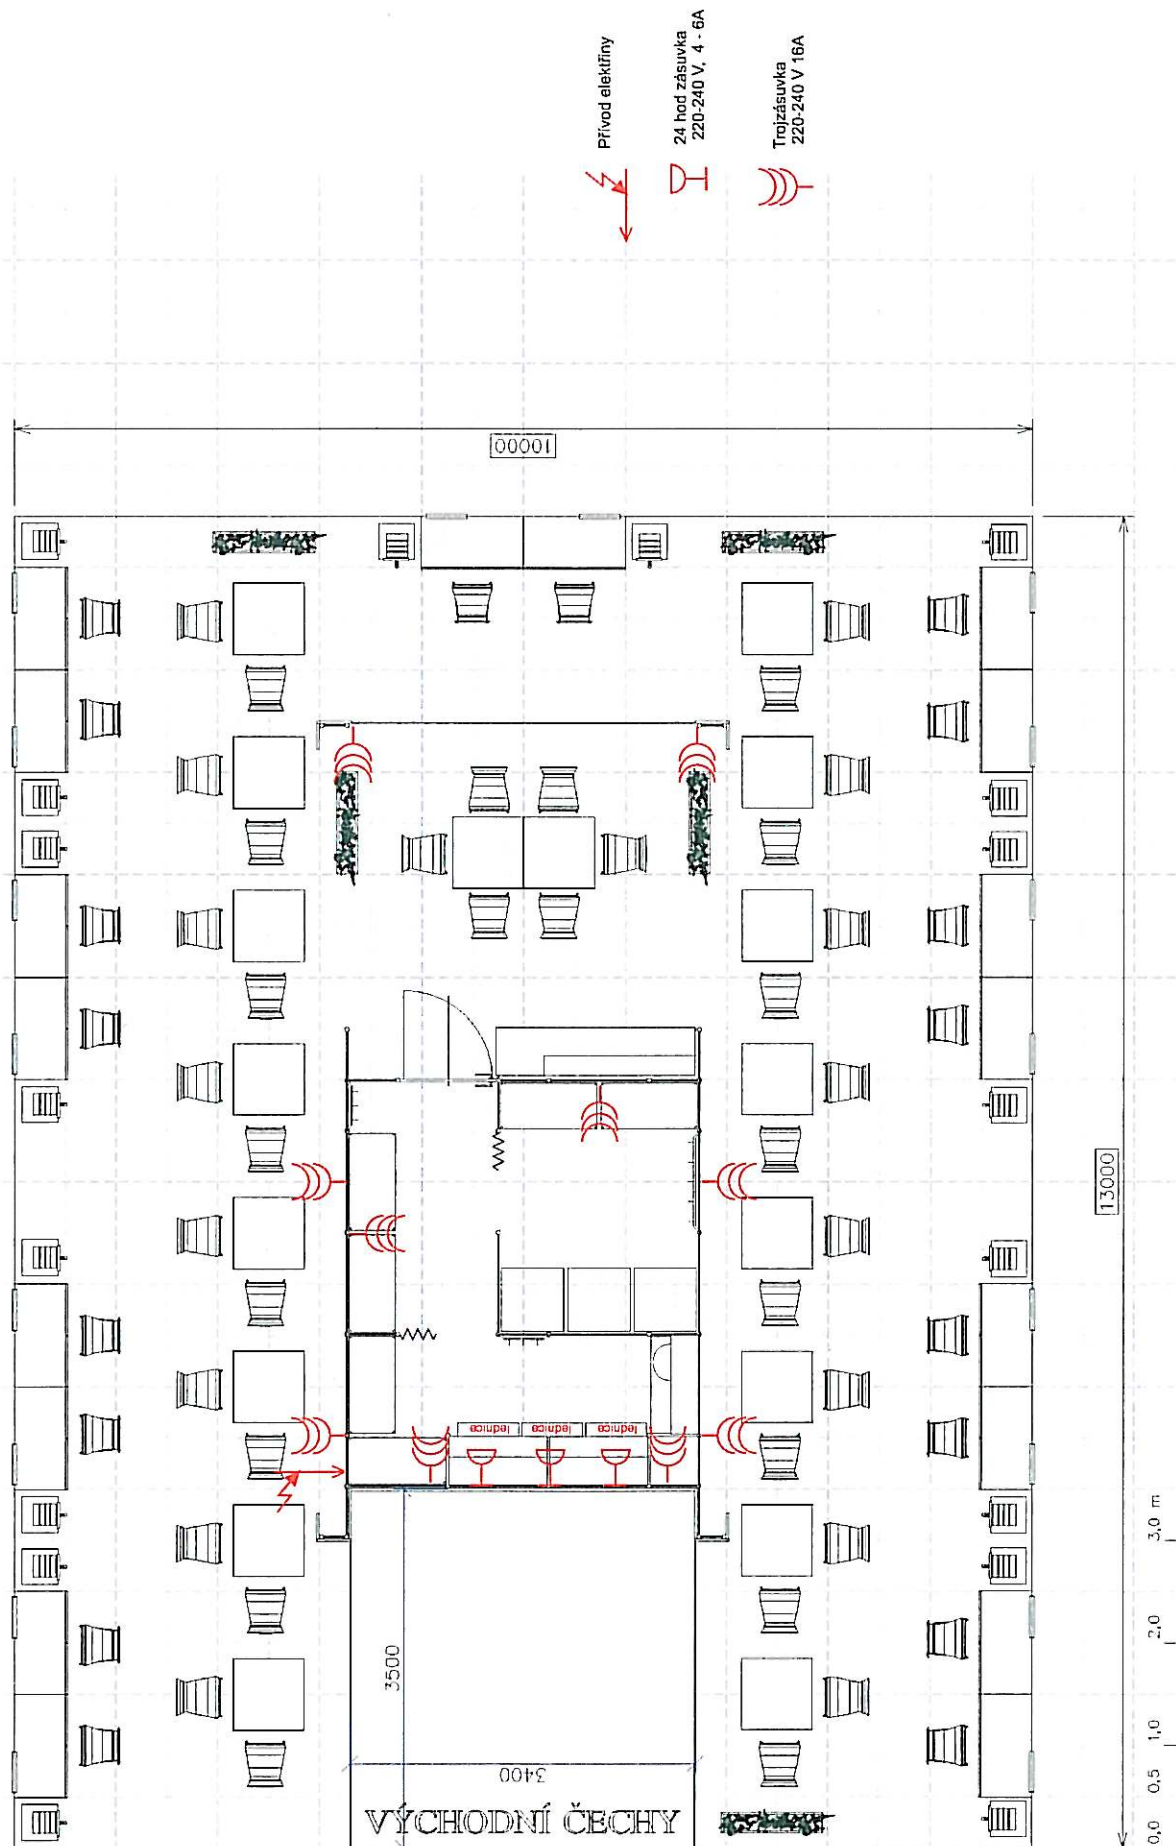 Přívod elektřiny
24 hod zásuvka
220-240 V, 4 - 6A
Trojzásuvka
220-240 V 16A
10000
13000
lednice
lednice
lednice
3500
3400
VÝCHODNÍ ČECHY
0,0 0,5 1,0 2,0 3,0 m